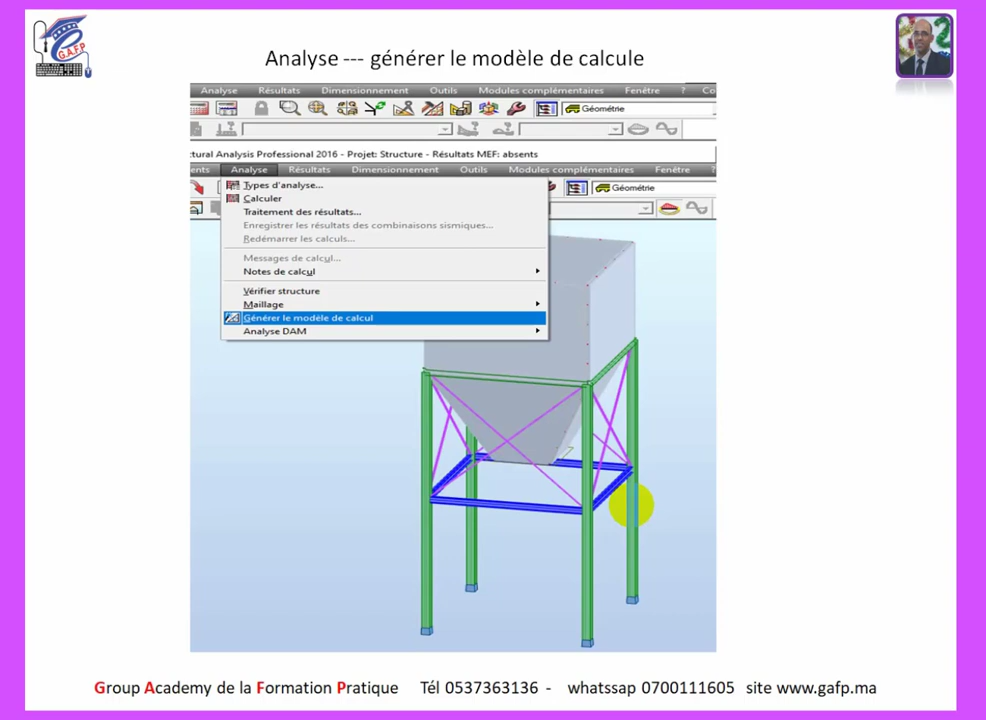 G.A.F.P
Analyse --- générer le modèle de calcule
Analyse Résultats Dimensionnement Outils Modules complémentaires Fenêtre ? Co
Géométrie
tural Analysis Professional 2016 - Projet: Structure - Résultats MEF: absents
ents Analyse Résultats Dimensionnement Outils Modules complémentaires Fenêtre ?
Types d'analyse...
Géométrie
Calculer
Traitement des résultats...
Enregistrer les résultats des combinaisons sismiques...
Redémarrer les calculs...
Messages de calcul...
Notes de calcul
Vérifier structure
Maillage
Générer le modèle de calcul
Analyse DAM
Group Academy de la Formation Pratique Tél 0537363136 - whatssap 0700111605 site www.gafp.ma